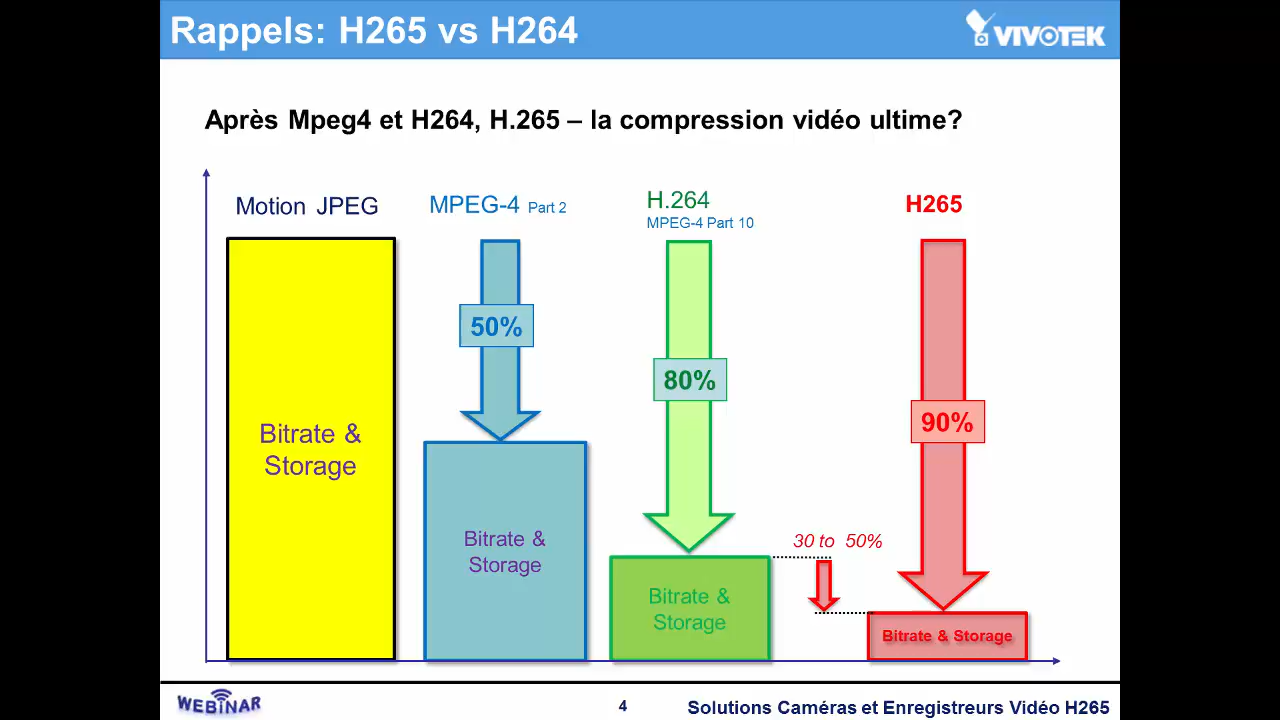 Rappels: H265 vs H264
VIVOTEK
Après Mpeg4 et H264, H.265 – la compression vidéo ultime?
Motion JPEG
MPEG-4 Part 2
H.264
MPEG-4 Part 10
H265
50%
80%
90%
Bitrate &
Storage
Bitrate &
Storage
30 to 50%
Bitrate &
Storage
Bitrate & Storage
WEBINAR
4
Solutions Caméras et Enregistreurs Vidéo H265